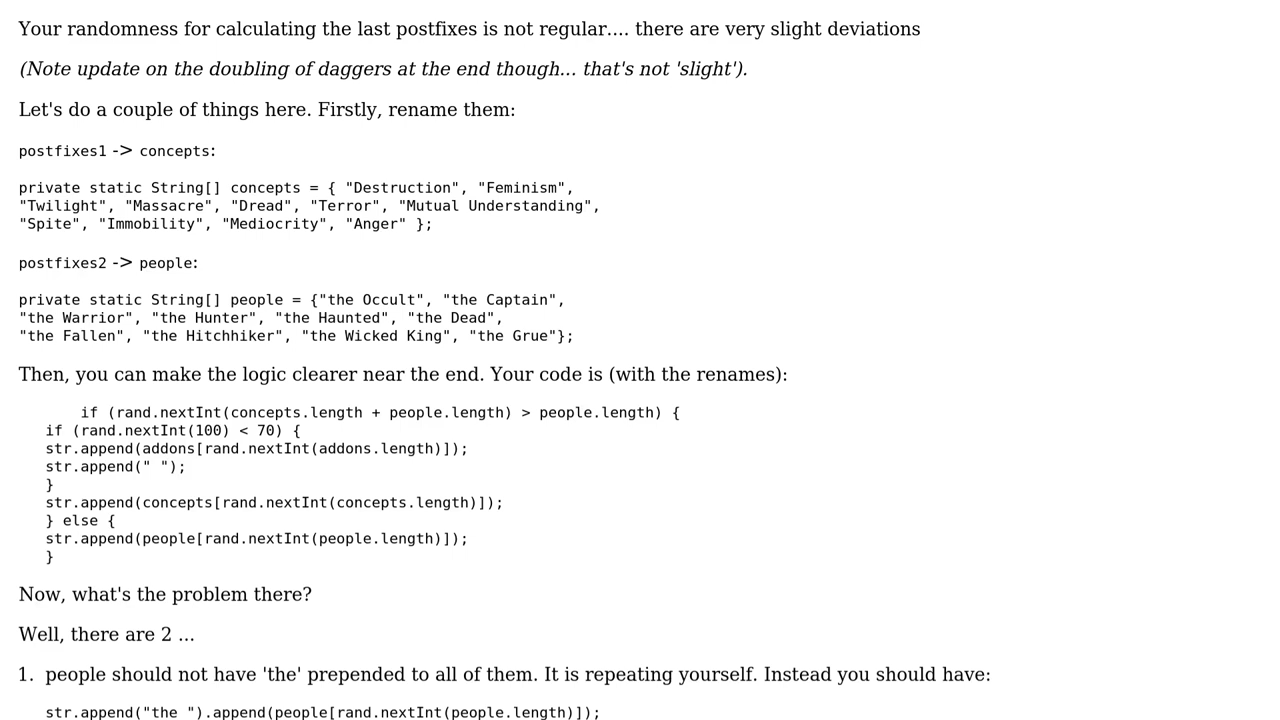 Your randomness for calculating the last postfixes is not regular.... there are very slight deviations
(Note update on the doubling of daggers at the end though... that's not 'slight').
Let's do a couple of things here. Firstly, rename them:
postfixes1 -> concepts:
private static String[] concepts = { "Destruction", "Feminism",
"Twilight", "Massacre", "Dread", "Terror", "Mutual Understanding",
"Spite", "Immobility", "Mediocrity", "Anger" };
postfixes2 -> people:
private static String[] people = {"the Occult", "the Captain",
"the Warrior", "the Hunter", "the Haunted", "the Dead",
"the Fallen", "the Hitchhiker", "the Wicked King", "the Grue"};
Then, you can make the logic clearer near the end. Your code is (with the renames):
if (rand.nextInt(concepts.length + people.length) > people.length) {
if (rand.nextInt(100) < 70) {
str.append(addons[rand.nextInt(addons.length)]);
str.append(" ");
}
str.append(concepts[rand.nextInt(concepts.length)]);
} else {
str.append(people[rand.nextInt(people.length)]);
}
Now, what's the problem there?
Well, there are 2 ...
1. people should not have 'the' prepended to all of them. It is repeating yourself. Instead you should have:
str.append("the ").append(people[rand.nextInt(people.length)]);